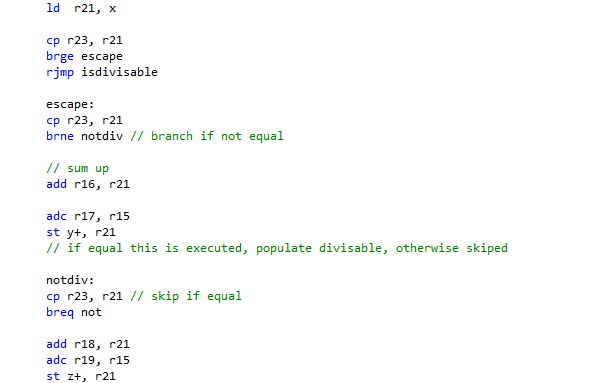 ld r21, x
cp r23, r21
brge escape
rjmp isdivisable
escape:
cp r23, r21
brne notdiv // branch if not equal
// sum up
add r16, r21
adc r17, r15
st y+, r21
// if equal this is executed, populate divisable, otherwise skiped
notdiv:
cp r23, r21 // skip if equal
breq not
add r18, r21
adc r19, r15
st z+, r21